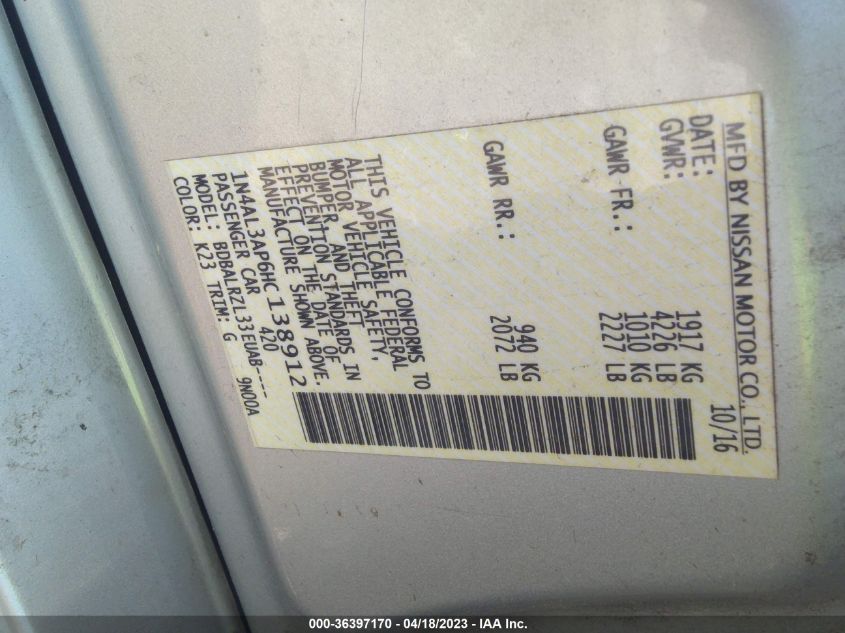 MFD BY NISSAN MOTOR CO., LTD.
DATE: 10/16
GVWR: 1917 KG
4226 LB
GAWR FR.: 1010 KG
2227 LB
GAWR RR.: 940 KG
2072 LB
THIS VEHICLE CONFORMS TO
ALL APPLICABLE FEDERAL
MOTOR VEHICLE SAFETY,
BUMPER, AND THEFT
PREVENTION STANDARDS IN
EFFECT ON THE DATE OF
MANUFACTURE SHOWN ABOVE.
1N4AL3AP6HC138912
PASSENGER CAR 420
MODEL: BDBALRZL33EUAB----
COLOR: K23 TRIM: G 9N00A
000-36397170 - 04/18/2023 - IAA Inc.